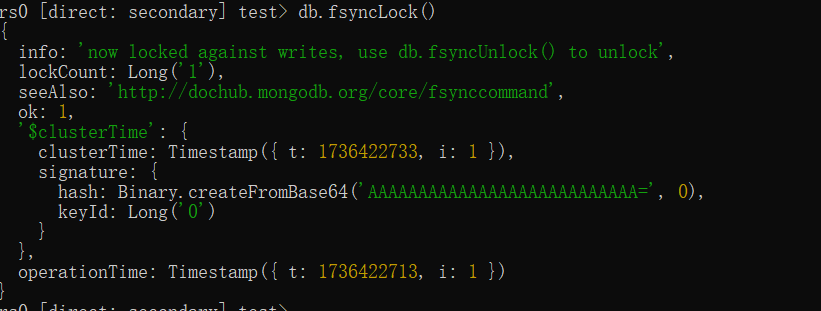 rs0 [direct: secondary] test> db.fsyncLock()
{
  info: 'now locked against writes, use db.fsyncUnlock() to unlock',
  lockCount: Long('1'),
  seeAlso: 'http://dochub.mongodb.org/core/fsynccommand',
  ok: 1,
  '$clusterTime': {
    clusterTime: Timestamp({ t: 1736422733, i: 1 }),
    signature: {
      hash: Binary.createFromBase64('AAAAAAAAAAAAAAAAAAAAAAAAAAA=', 0),
      keyId: Long('0')
    }
  },
  operationTime: Timestamp({ t: 1736422713, i: 1 })
}
rs0 [direct: secondary] test>